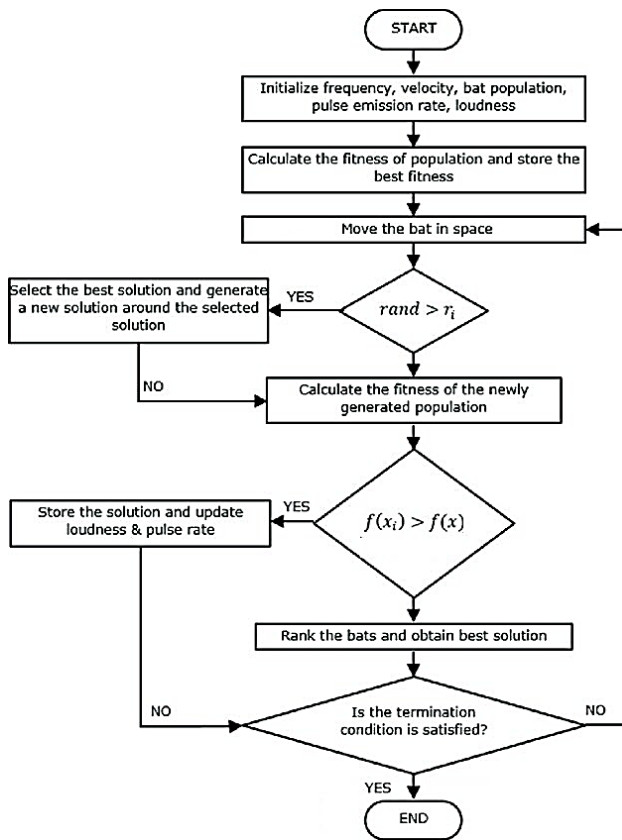 START
Initialize frequency, velocity, bat population,
pulse emission rate, loudness
Calculate the fitness of population and store the
best fitness
Move the bat in space
Select the best solution and generate
a new solution around the selected
solution
YES
rand > r_i
NO
Calculate the fitness of the newly
generated population
Store the solution and update
loudness & pulse rate
YES
f(x_i) > f(x)
Rank the bats and obtain best solution
NO
Is the termination
condition is satisfied?
NO
YES
END